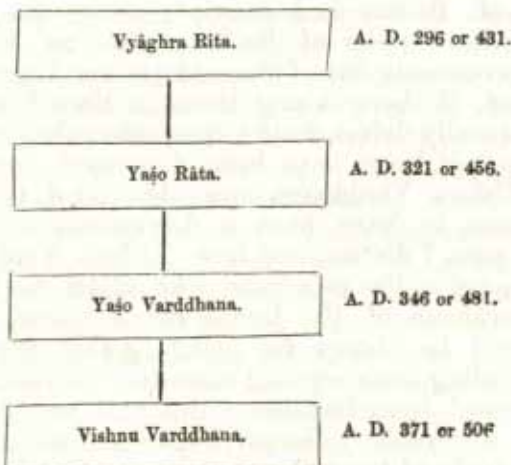 Vyâghra Rita. A. D. 296 or 431.
Yaśo Râta. A. D. 321 or 456.
Yaśo Varddhana. A. D. 346 or 481.
Vishnu Varddhana. A. D. 371 or 506